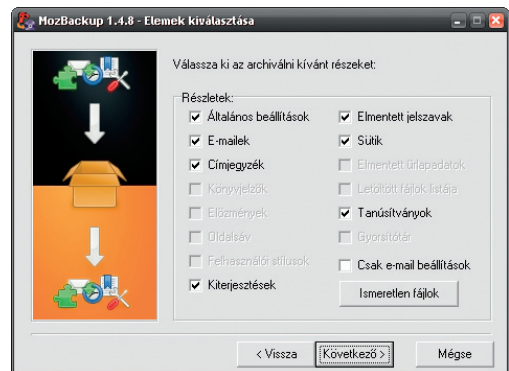 MozBackup 1.4.8 - Elemek kiválasztása
Válassza ki az archiválni kívánt részeket:
Részletek:
Általános beállítások
E-mailek
Címjegyzék
Könyvjelzők
Előzmények
Oldalsáv
Felhasználói stílusok
Kiterjesztések
Elmentett jelszavak
Sütik
Elmentett űrlapadatok
Letöltött fájlok listája
Tanúsítványok
Gyorsítótár
Csak e-mail beállítások
Ismeretlen fájlok
< Vissza
Következő >
Mégse